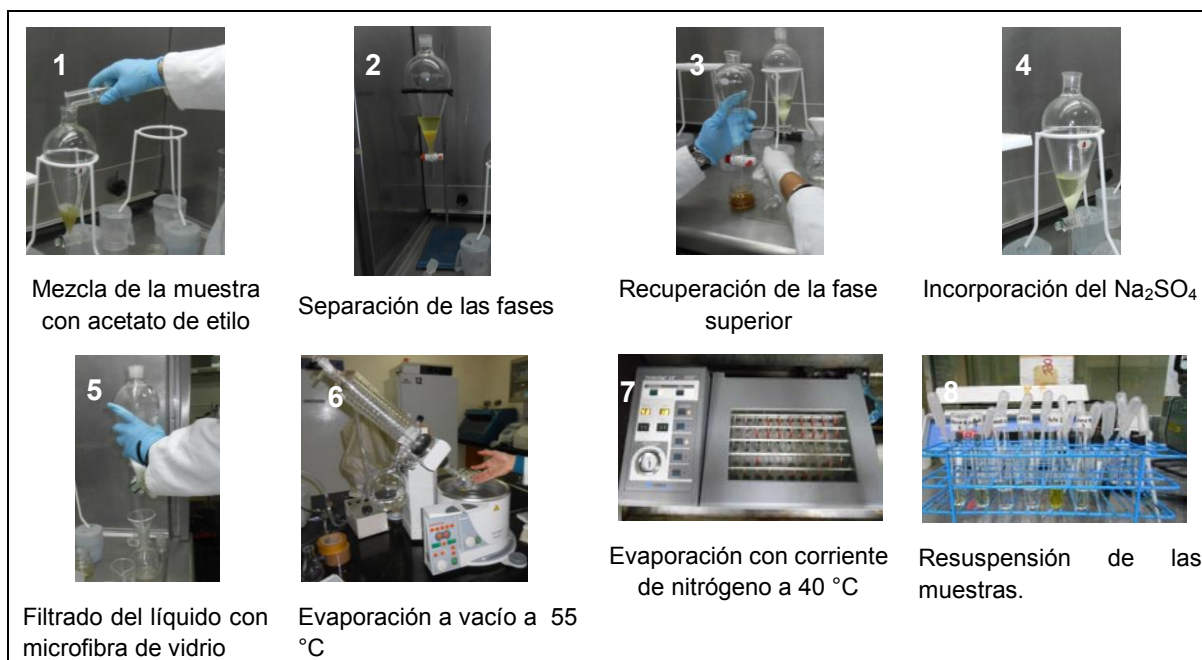 1
2
3
4
Mezcla de la muestra
con acetato de etilo
Separación de las fases
Recuperación de la fase
superior
Incorporación del Na₂SO₄
5
6
7
8
12
Filtrado del líquido con
microfibra de vidrio
Evaporación a vacío a 55
°C
Evaporación con corriente
de nitrógeno a 40 °C
Resuspensión de las
muestras.